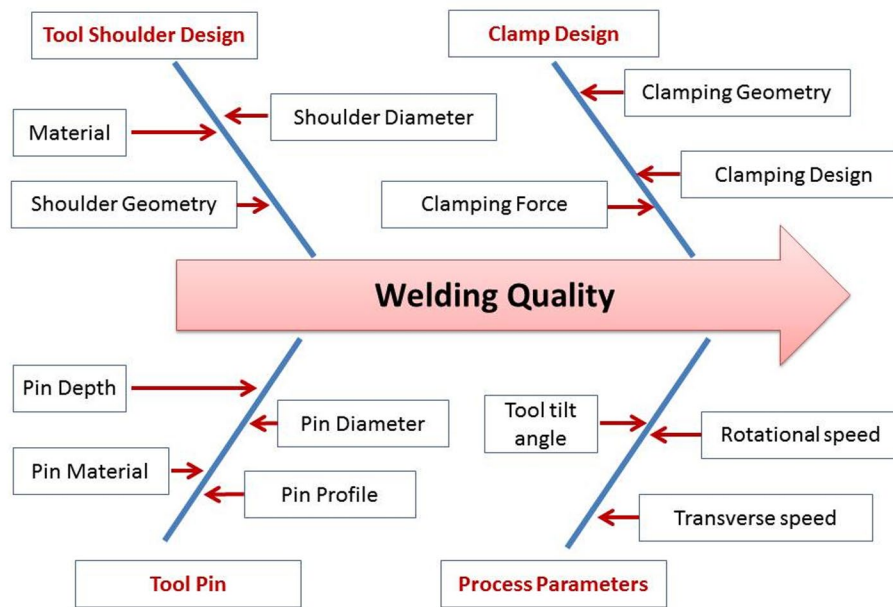 Tool Shoulder Design
Clamp Design
Clamping Geometry
Shoulder Diameter
Material
Clamping Design
Shoulder Geometry
Clamping Force
Welding Quality
Pin Depth
Pin Diameter
Tool tilt
angle
Rotational speed
Pin Material
Pin Profile
Transverse speed
Tool Pin
Process Parameters